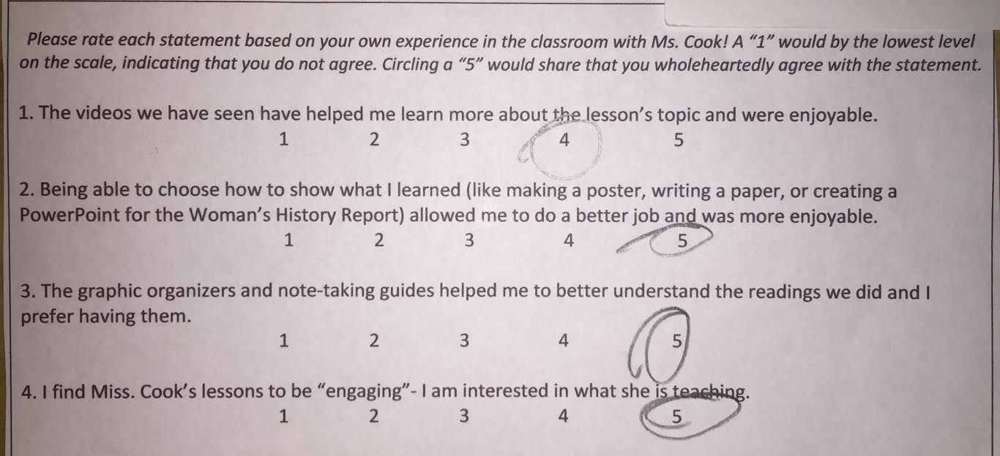 Please rate each statement based on your own experience in the classroom with Ms. Cook! A “1” would by the lowest level
on the scale, indicating that you do not agree. Circling a “5” would share that you wholeheartedly agree with the statement.
1. The videos we have seen have helped me learn more about the lesson’s topic and were enjoyable.
1 2 3 4 5
2. Being able to choose how to show what I learned (like making a poster, writing a paper, or creating a
PowerPoint for the Woman’s History Report) allowed me to do a better job and was more enjoyable.
1 2 3 4 5
3. The graphic organizers and note-taking guides helped me to better understand the readings we did and I
prefer having them.
1 2 3 4 5
4. I find Miss. Cook’s lessons to be “engaging”- I am interested in what she is teaching.
1 2 3 4 5